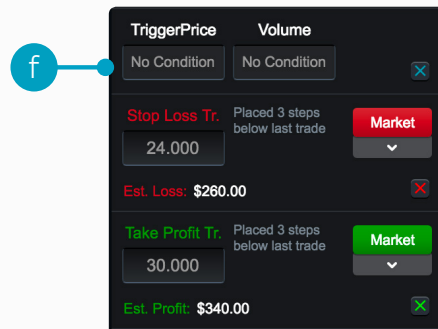 TriggerPrice Volume
f No Condition No Condition
Stop Loss Tr. Placed 3 steps
below last trade
Market
24.000
Est. Loss: $260.00
Take Profit Tr. Placed 3 steps
below last trade
Market
30.000
Est. Profit: $340.00